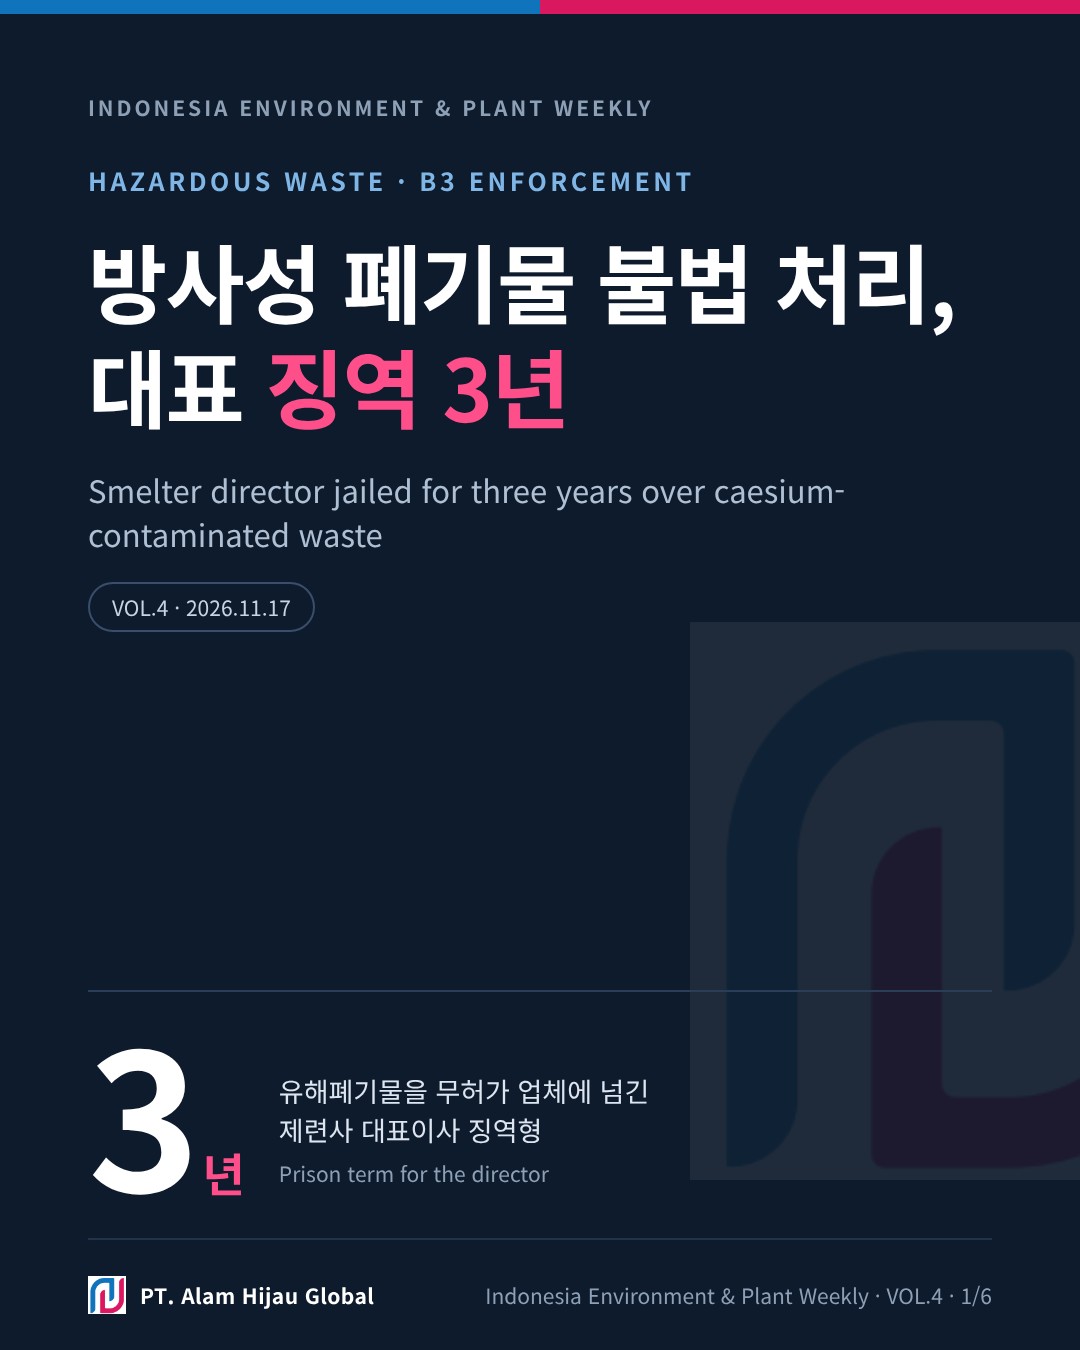 INDONESIA ENVIRONMENT & PLANT WEEKLY
HAZARDOUS WASTE · B3 ENFORCEMENT
방사성 폐기물 불법 처리,
대표 징역 3년
Smelter director jailed for three years over caesium-
contaminated waste
VOL.4 · 2026.11.17
3년
유해폐기물을 무허가 업체에 넘긴
제련사 대표이사 징역형
Prison term for the director
PT. Alam Hijau Global
Indonesia Environment & Plant Weekly · VOL.4 · 1/6